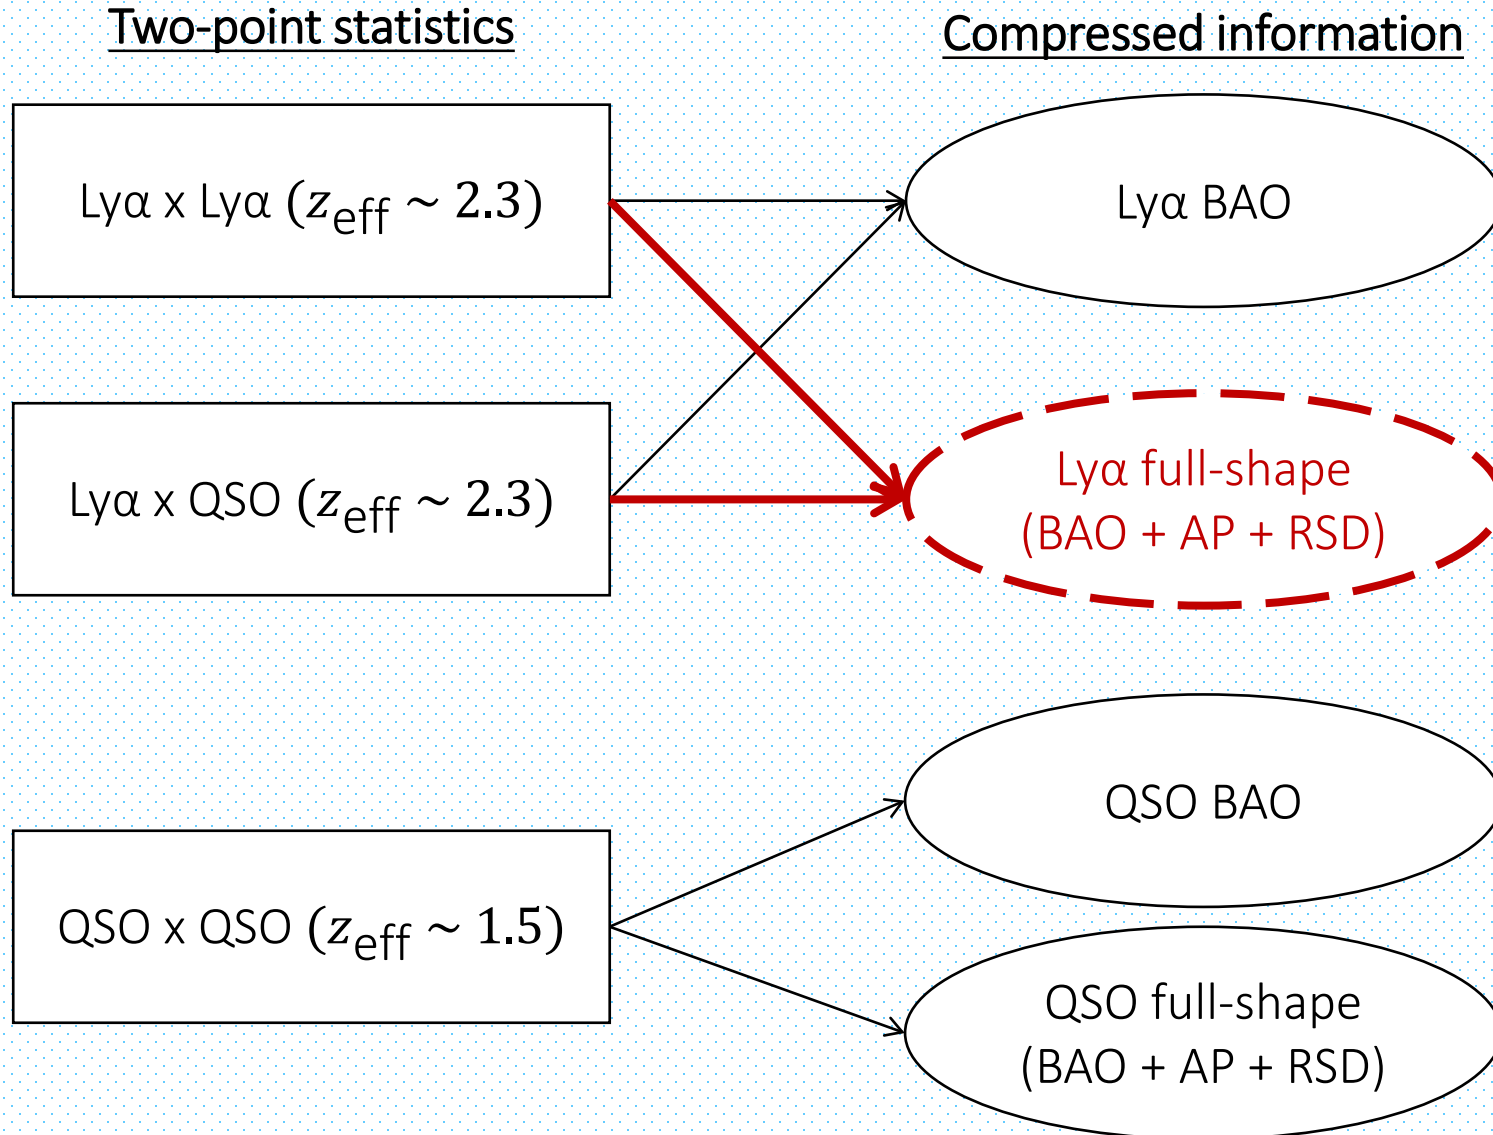 Two-point statistics
Compressed information
Lyα x Lyα (z_eff ~ 2.3)
Lyα BAO
Lyα x QSO (z_eff ~ 2.3)
Lyα full-shape
(BAO + AP + RSD)
QSO x QSO (z_eff ~ 1.5)
QSO BAO
QSO full-shape
(BAO + AP + RSD)